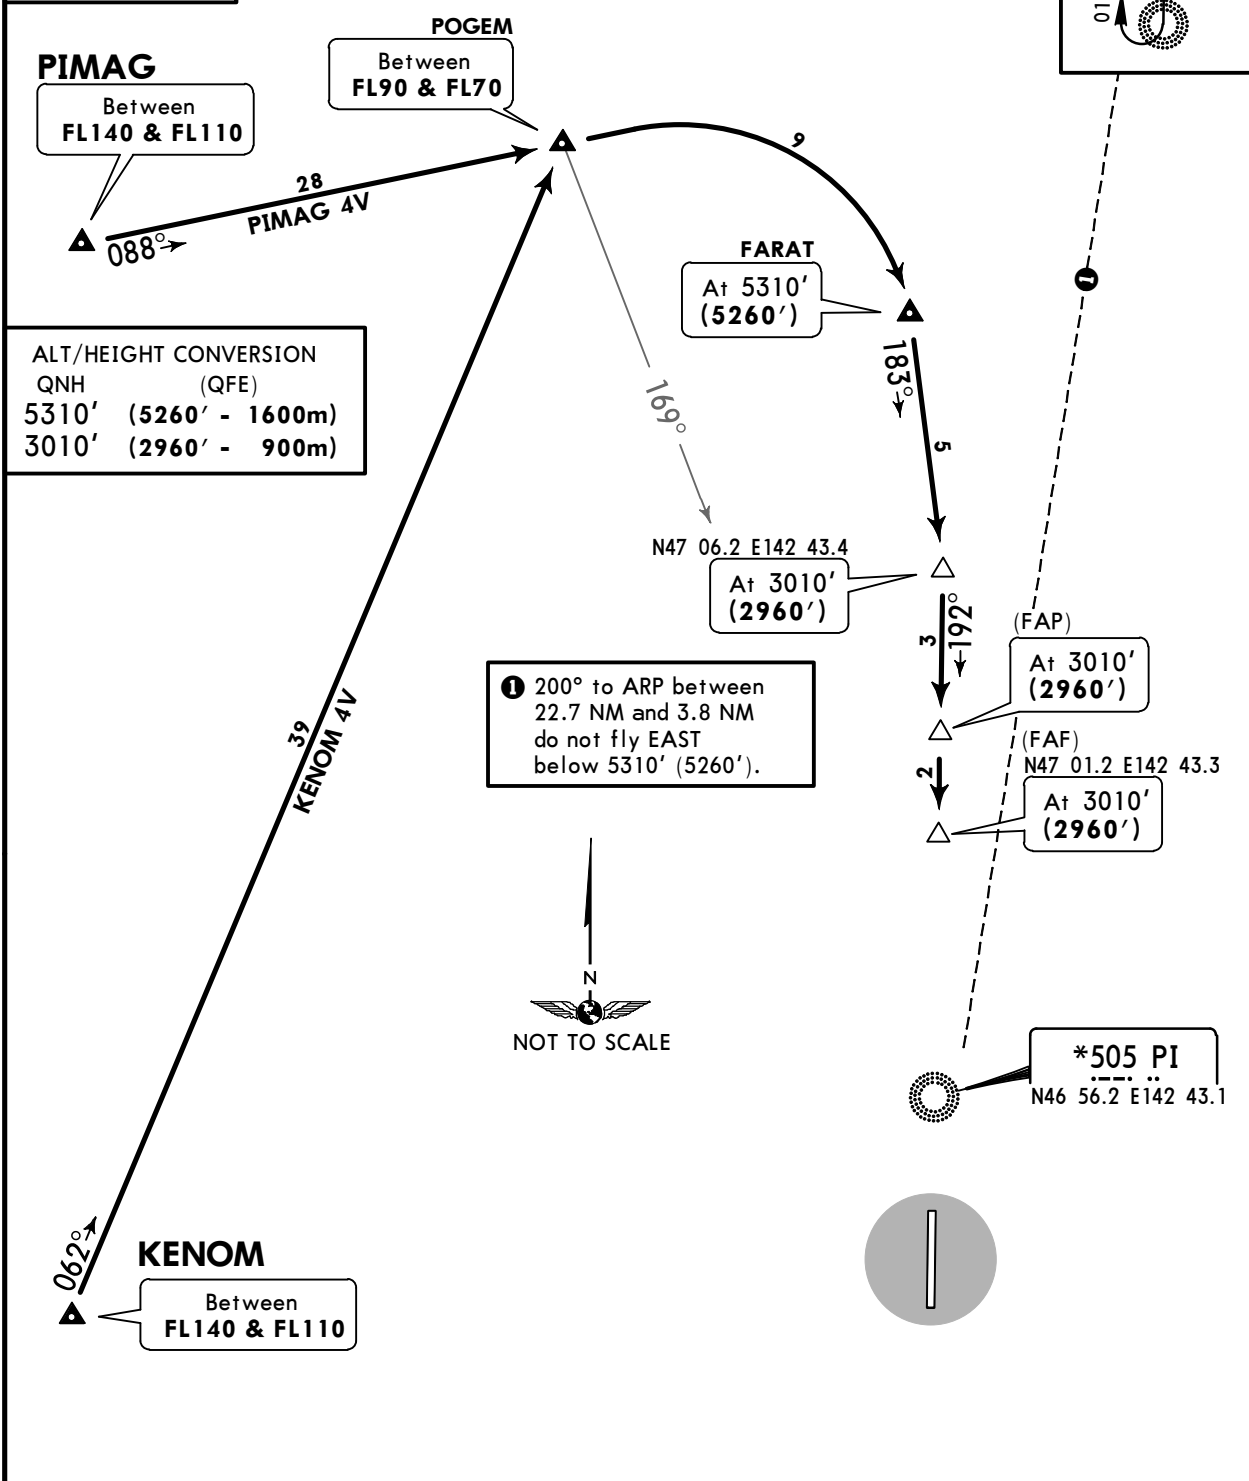 01
POGEM
Between
FL90 & FL70
PIMAG
Between
FL140 & FL110
28
PIMAG 4V
088°
9
FARAT
At 5310'
(5260')
1
183°
ALT/HEIGHT CONVERSION
QNH (QFE)
5310' (5260' - 1600m)
3010' (2960' - 900m)
169°
5
N47 06.2 E142 43.4
At 3010'
(2960')
3
192°
(FAP)
At 3010'
(2960')
1 200° to ARP between
22.7 NM and 3.8 NM
do not fly EAST
below 5310' (5260').
39
KENOM 4V
2
(FAF)
N47 01.2 E142 43.3
At 3010'
(2960')
N
NOT TO SCALE
*505 PI
N46 56.2 E142 43.1
062°
KENOM
Between
FL140 & FL110